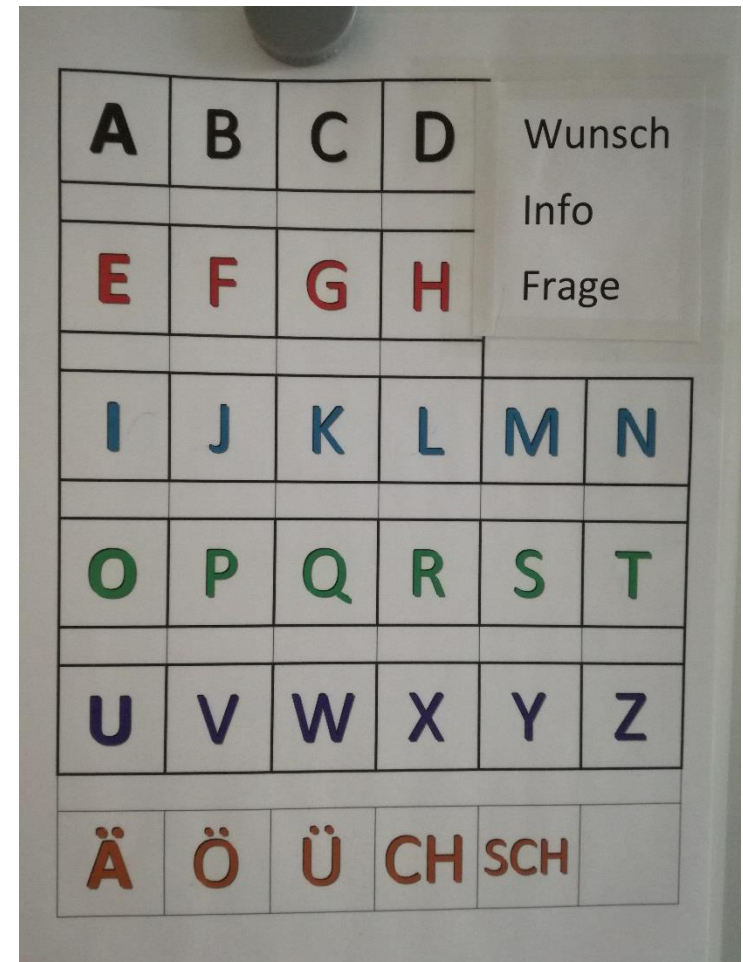 A B C D Wunsch
Info
E F G H Frage
I J K L M N
O P Q R S T
U V W X Y Z
Ä Ö Ü CH SCH